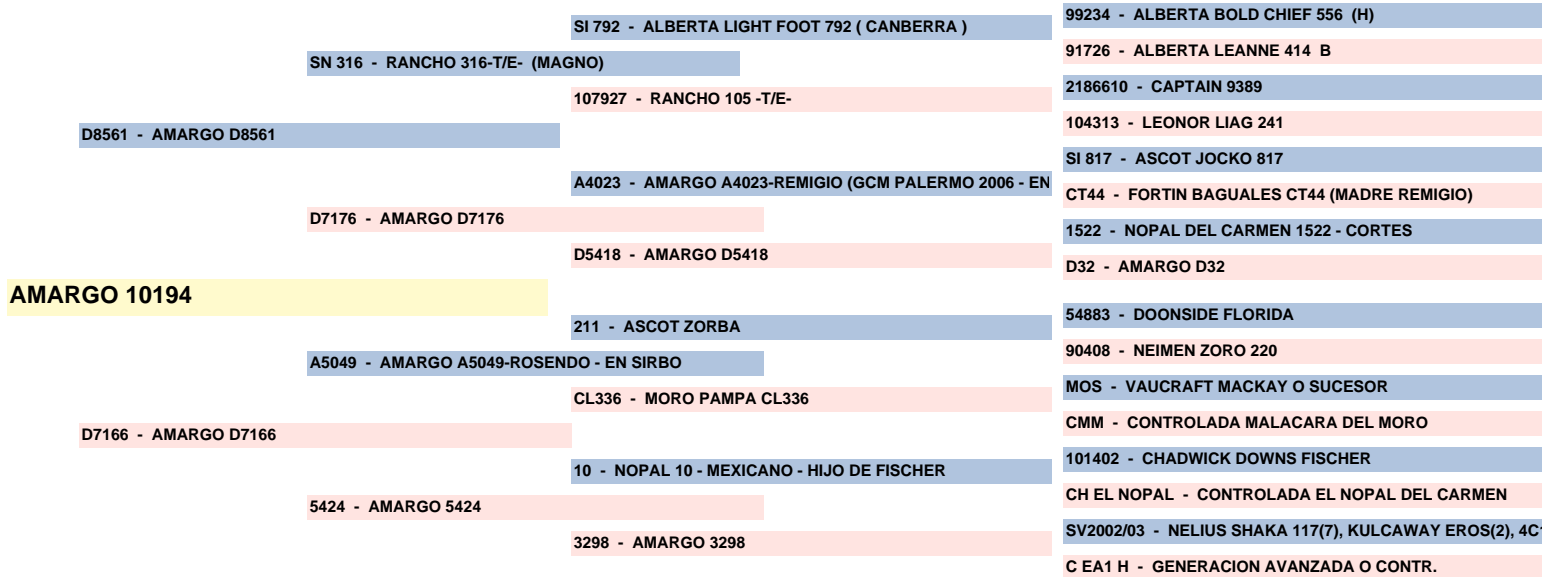 99234 - ALBERTA BOLD CHIEF 556 (H)
SI 792 - ALBERTA LIGHT FOOT 792 ( CANBERRA )
91726 - ALBERTA LEANNE 414 B
SN 316 - RANCHO 316-T/E- (MAGNO)
2186610 - CAPTAIN 9389
107927 - RANCHO 105 -T/E-
104313 - LEONOR LIAG 241
D8561 - AMARGO D8561
SI 817 - ASCOT JOCKO 817
A4023 - AMARGO A4023-REMIGIO (GCM PALERMO 2006 - EN
CT44 - FORTIN BAGUALES CT44 (MADRE REMIGIO)
D7176 - AMARGO D7176
1522 - NOPAL DEL CARMEN 1522 - CORTES
D5418 - AMARGO D5418
D32 - AMARGO D32
AMARGO 10194
54883 - DOONSIDE FLORIDA
211 - ASCOT ZORBA
90408 - NEIMEN ZORO 220
A5049 - AMARGO A5049-ROSENDO - EN SIRBO
MOS - VAUCRAFT MACKAY O SUCESOR
CL336 - MORO PAMPA CL336
CMM - CONTROLADA MALACARA DEL MORO
D7166 - AMARGO D7166
101402 - CHADWICK DOWNS FISCHER
10 - NOPAL 10 - MEXICANO - HIJO DE FISCHER
CH EL NOPAL - CONTROLADA EL NOPAL DEL CARMEN
5424 - AMARGO 5424
SV2002/03 - NELIUS SHAKA 117(7), KULCAWAY EROS(2), 4C1
3298 - AMARGO 3298
C EA1 H - GENERACION AVANZADA O CONTR.